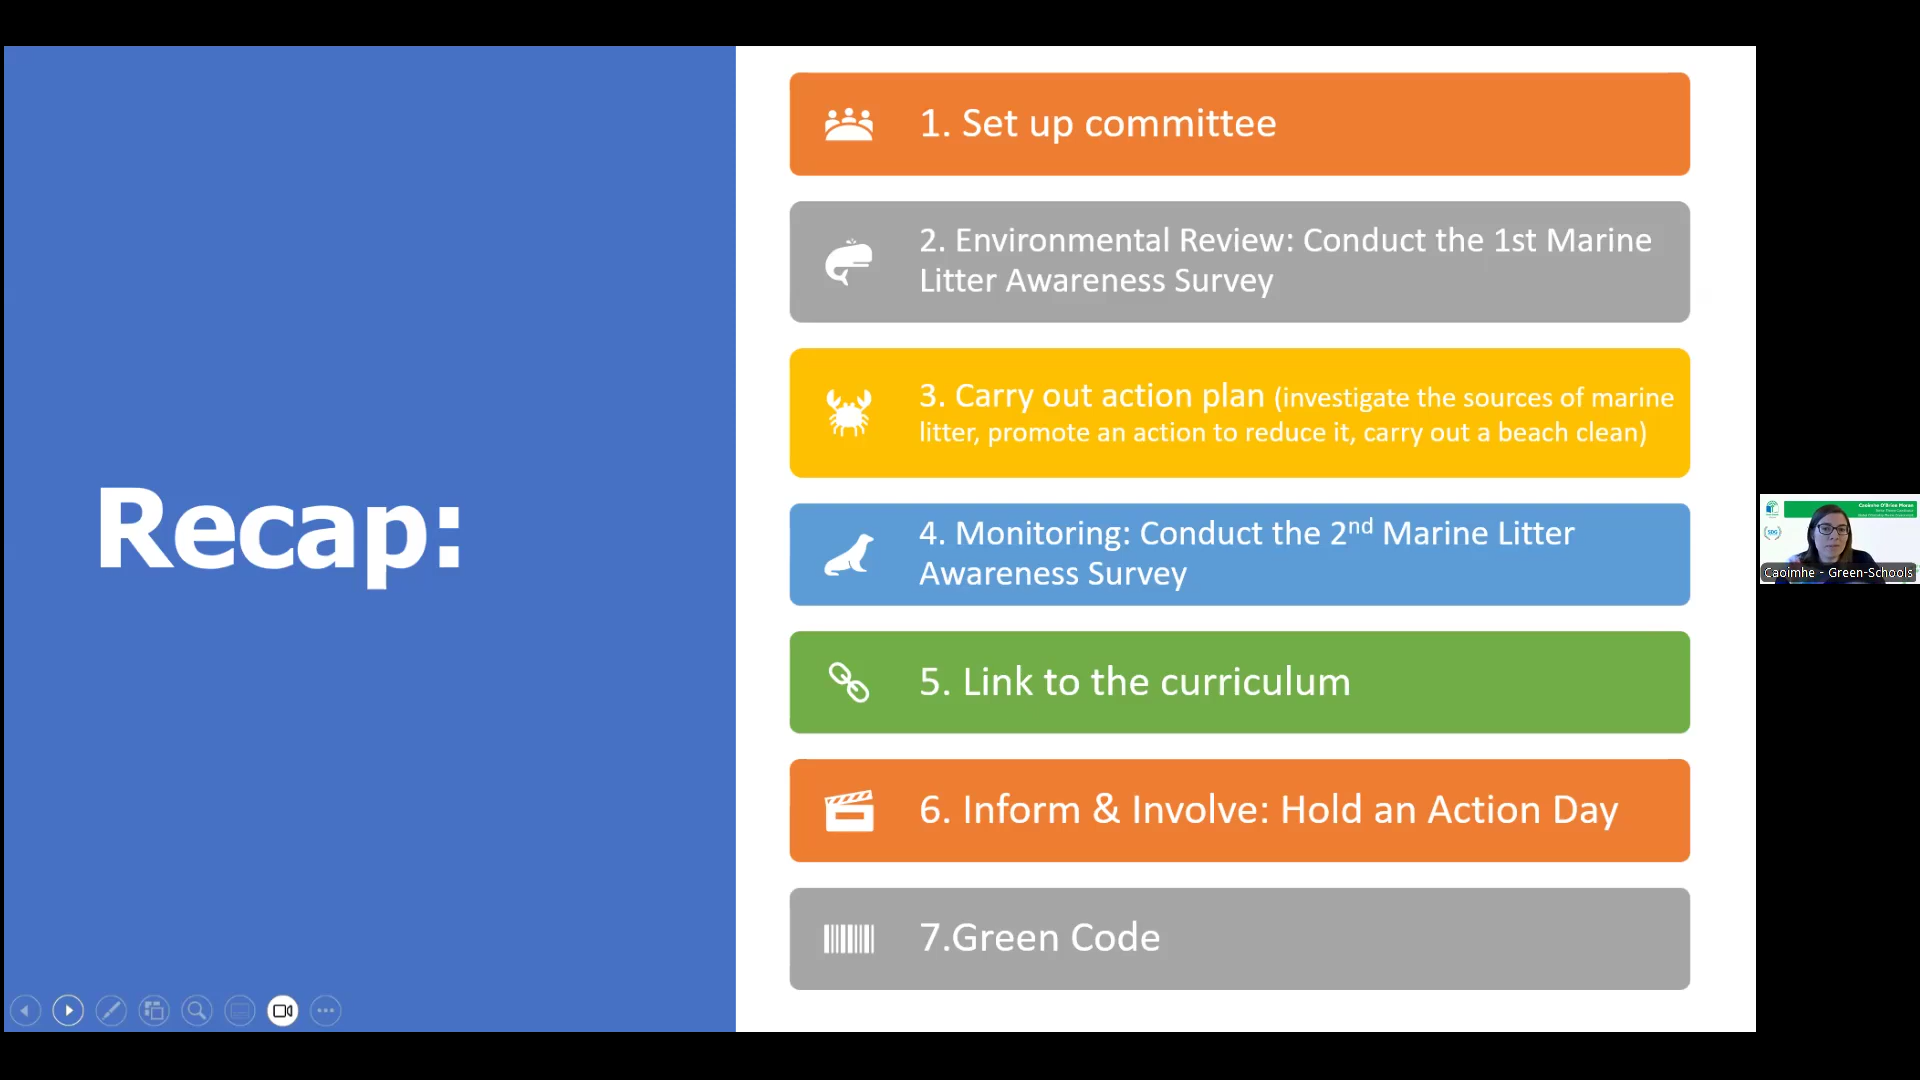 Recap:
1. Set up committee
2. Environmental Review: Conduct the 1st Marine
Litter Awareness Survey
3. Carry out action plan (investigate the sources of marine
litter, promote an action to reduce it, carry out a beach clean)
4. Monitoring: Conduct the 2nd Marine Litter
Awareness Survey
5. Link to the curriculum
6. Inform & Involve: Hold an Action Day
7.Green Code
Caoimhe O'Brien Moran
Caoimhe - Green-Schools